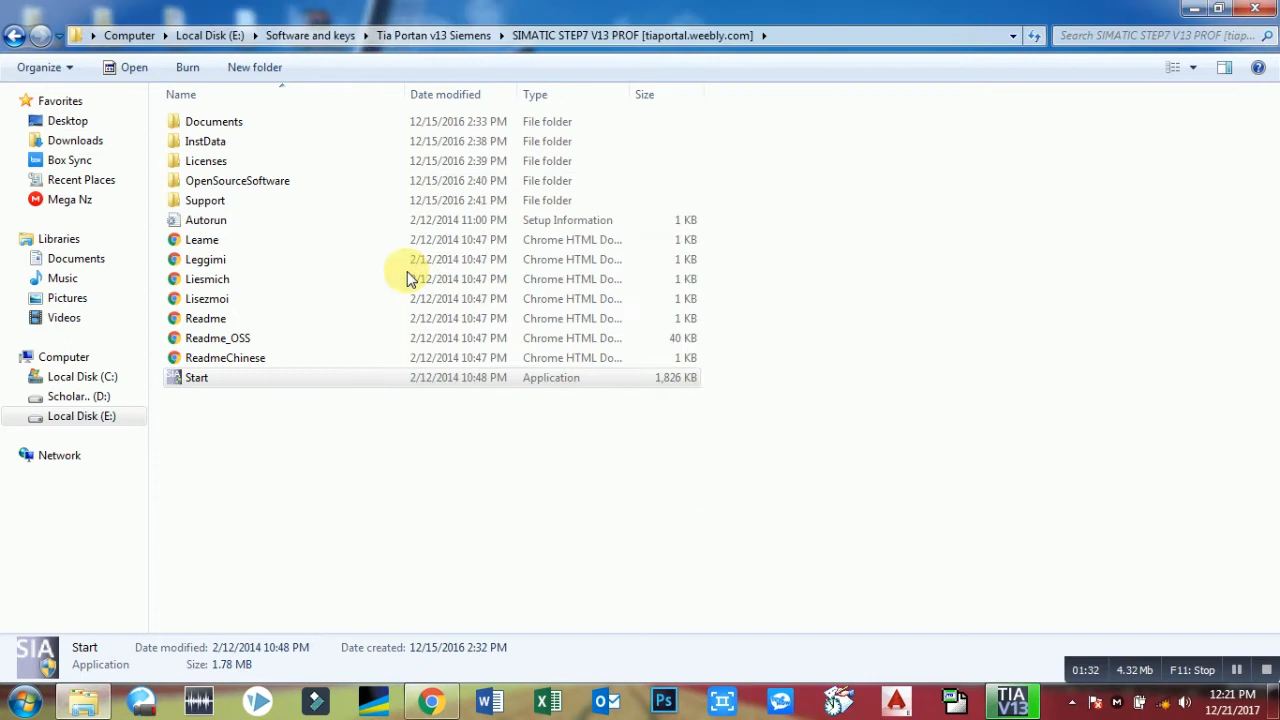 Computer Local Disk (E:) Software and keys Tia Portan v13 Siemens SIMATIC STEP7 V13 PROF [tiaportal.weebly.com] Search SIMATIC STEP7 V13 PROF [tiap...
Organize Open Burn New folder
Name Date modified Type Size
Favorites
Desktop
Downloads
Box Sync
Recent Places
Mega Nz
Libraries
Documents
Music
Pictures
Videos
Computer
Local Disk (C:)
Scholar.. (D:)
Local Disk (E:)
Network
Documents 12/15/2016 2:33 PM File folder
InstData 12/15/2016 2:38 PM File folder
Licenses 12/15/2016 2:39 PM File folder
OpenSourceSoftware 12/15/2016 2:40 PM File folder
Support 12/15/2016 2:41 PM File folder
Autorun 2/12/2014 11:00 PM Setup Information 1 KB
Leame 2/12/2014 10:47 PM Chrome HTML Do... 1 KB
Leggimi 2/12/2014 10:47 PM Chrome HTML Do... 1 KB
Liesmich 2/12/2014 10:47 PM Chrome HTML Do... 1 KB
Lisezmoi 2/12/2014 10:47 PM Chrome HTML Do... 1 KB
Readme 2/12/2014 10:47 PM Chrome HTML Do... 1 KB
Readme_OSS 2/12/2014 10:47 PM Chrome HTML Do... 40 KB
ReadmeChinese 2/12/2014 10:47 PM Chrome HTML Do... 1 KB
Start 2/12/2014 10:48 PM Application 1,826 KB
SIA Start Date modified: 2/12/2014 10:48 PM Date created: 12/15/2016 2:32 PM
Application Size: 1.78 MB
01:32 4.32 Mb F11: Stop
TIA
V13
12:21 PM
12/21/2017